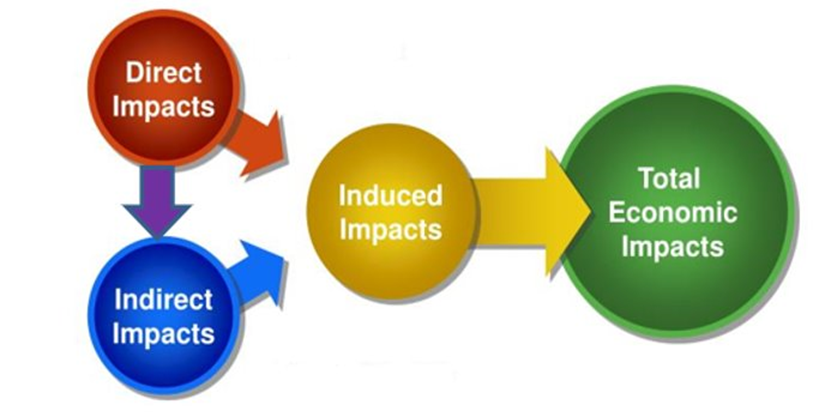 Direct
Impacts
Indirect
Impacts
Induced
Impacts
Total
Economic
Impacts